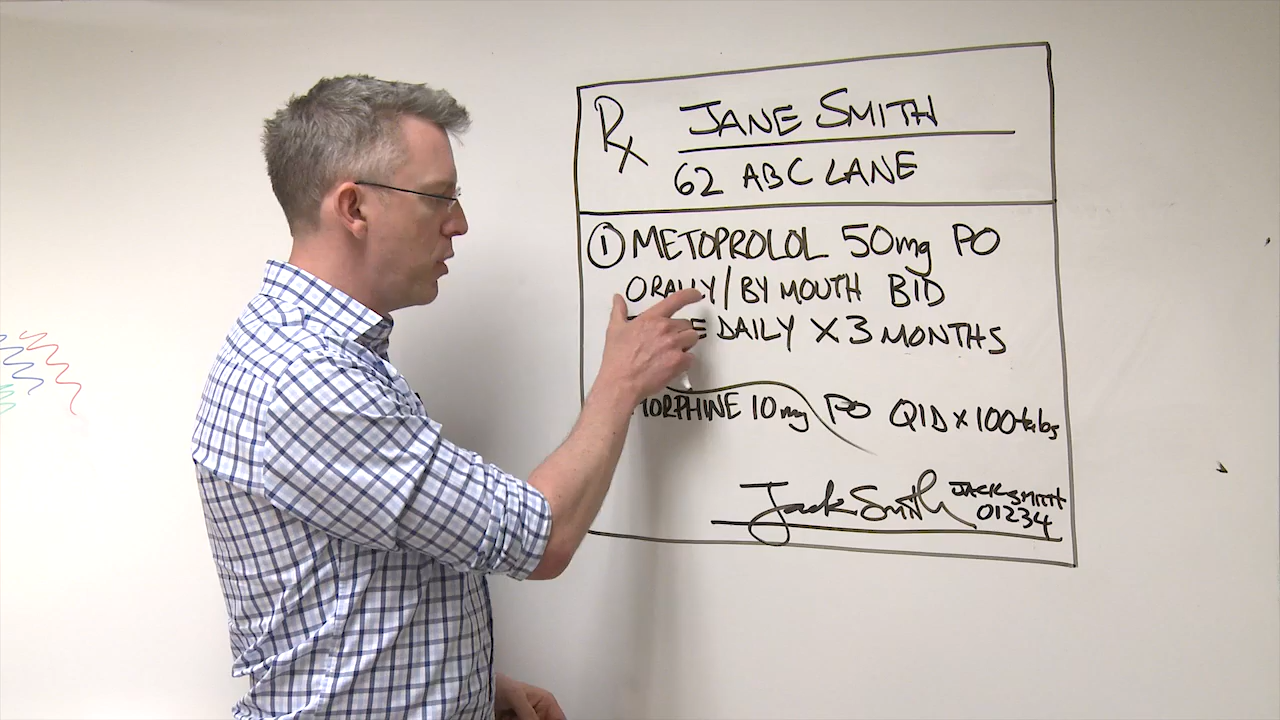 Rx JANE SMITH
62 ABC LANE
1 METOPROLOL 50mg PO
ORALLY/BY MOUTH BID
DAILY X 3 MONTHS
MORPHINE 10mg PO QID x 100 tabs
Jack Smith
JACK SMITH
01234